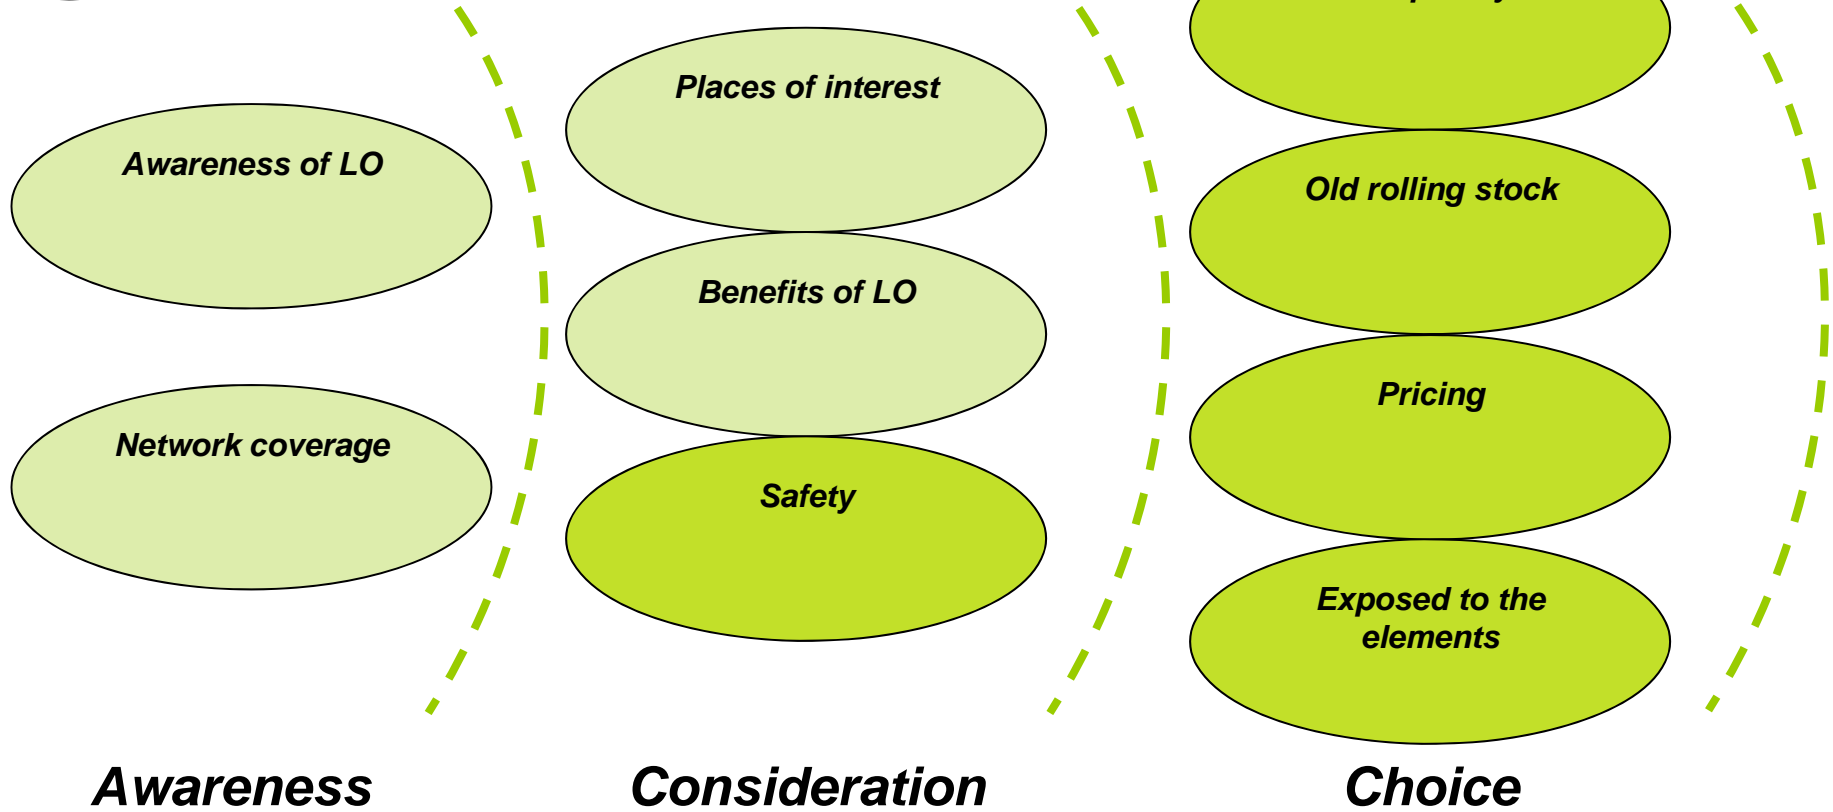 Awareness of LO
Network coverage
Awareness
Places of interest
Benefits of LO
Safety
Consideration
Old rolling stock
Pricing
Exposed to the
elements
Choice